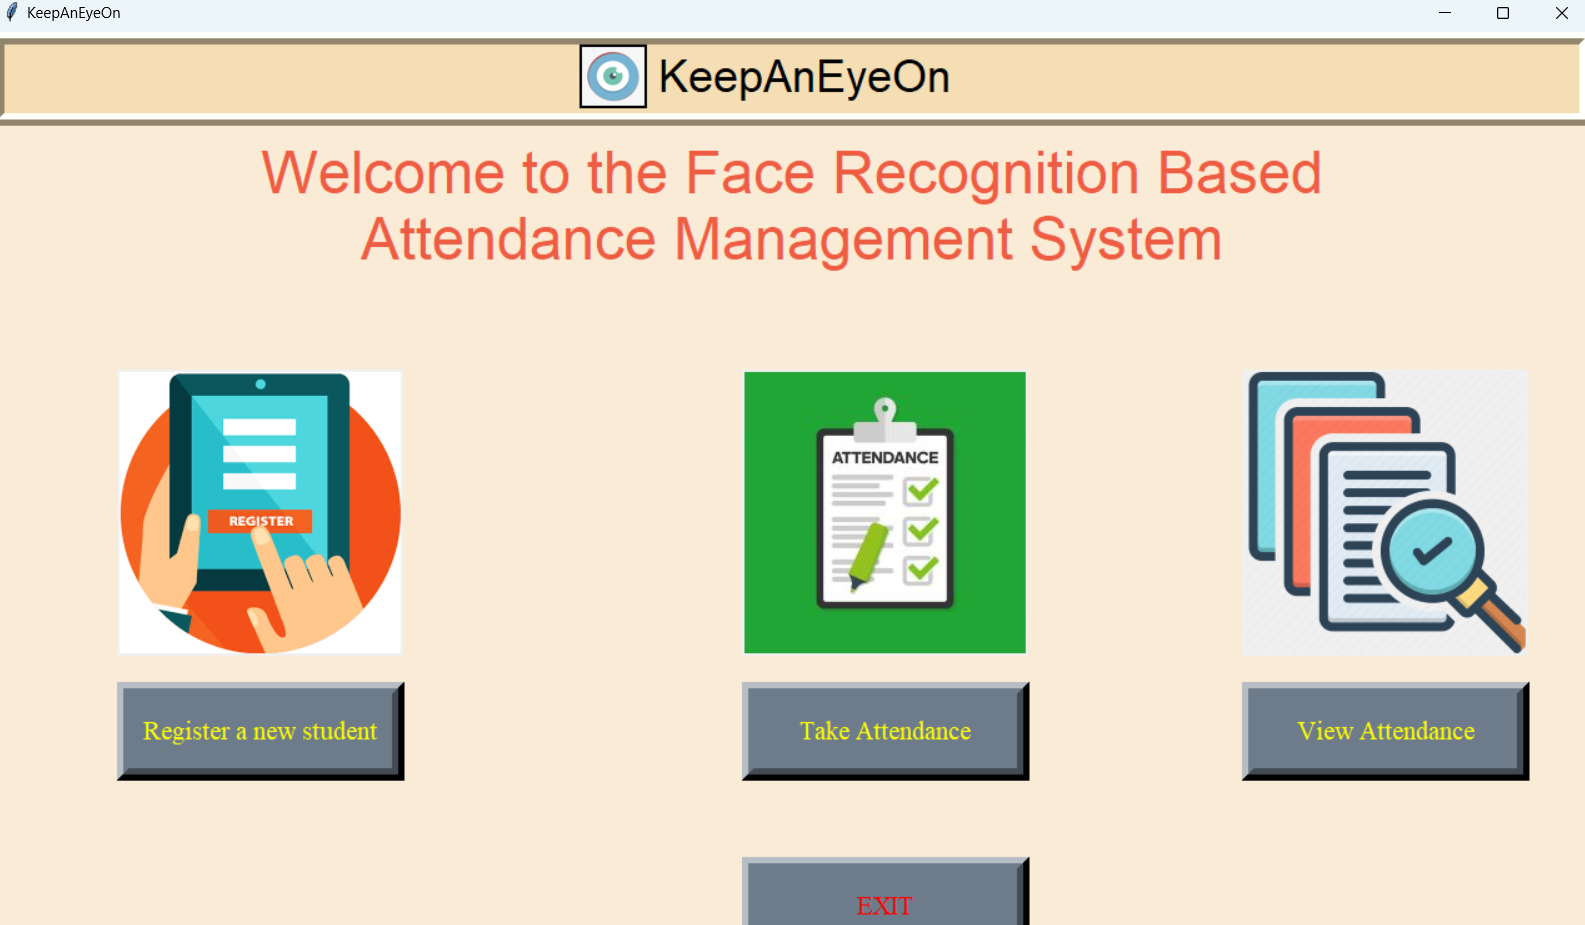 KeepAnEyeOn
KeepAnEyeOn
Welcome to the Face Recognition Based
Attendance Management System
REGISTER
ATTENDANCE
Register a new student
Take Attendance
View Attendance
EXIT